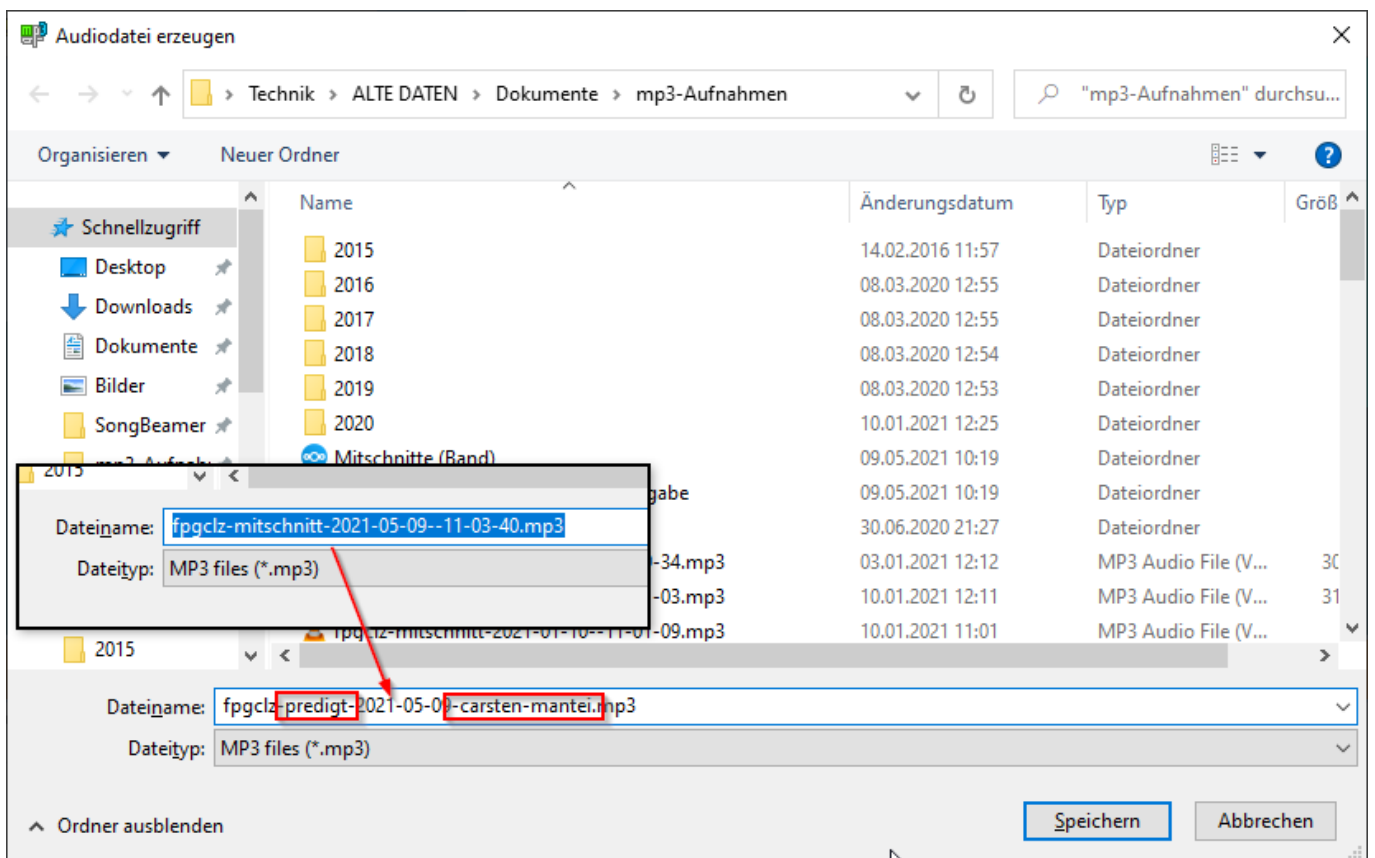 Audiodatei erzeugen
Technik › ALTE DATEN › Dokumente › mp3-Aufnahmen
"mp3-Aufnahmen" durchsu...
Organisieren Neuer Ordner
Name Änderungsdatum Typ Größ
Schnellzugriff
Desktop
Downloads
Dokumente
Bilder
SongBeamer
2015 14.02.2016 11:57 Dateiordner
2016 08.03.2020 12:55 Dateiordner
2017 08.03.2020 12:55 Dateiordner
2018 08.03.2020 12:54 Dateiordner
2019 08.03.2020 12:53 Dateiordner
2020 10.01.2021 12:25 Dateiordner
Mitschnitte (Band) 09.05.2021 10:19 Dateiordner
gabe 09.05.2021 10:19 Dateiordner
30.06.2020 21:27 Dateiordner
-34.mp3 03.01.2021 12:12 MP3 Audio File (V... 30
-03.mp3 10.01.2021 12:11 MP3 Audio File (V... 31
fpgclz-mitschnitt-2021-01-10--11-01-09.mp3 10.01.2021 11:01 MP3 Audio File (V...
2015
Dateiname: fpgclz-mitschnitt-2021-05-09--11-03-40.mp3
Dateityp: MP3 files (*.mp3)
2015
Dateiname: fpgclz-predigt-2021-05-09-carsten-mantei.mp3
Dateityp: MP3 files (*.mp3)
Ordner ausblenden
Speichern
Abbrechen